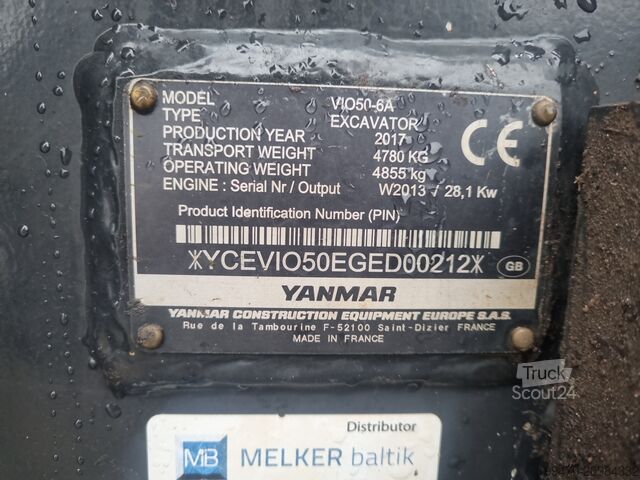 MODEL VIO50-6A
TYPE EXCAVATOR
PRODUCTION YEAR 2017
TRANSPORT WEIGHT 4780 KG
OPERATING WEIGHT 4855 kg
ENGINE : Serial Nr / Output W2013 / 28,1 Kw
CE
Product Identification Number (PIN)
*YCEVIO50EGED00212*
GB
YANMAR
YANMAR CONSTRUCTION EQUIPMENT EUROPE S.A.S.
Rue de la Tambourine F-52100 Saint-Dizier FRANCE
MADE IN FRANCE
Truck
Scout24
Distributor
MB MELKER baltik